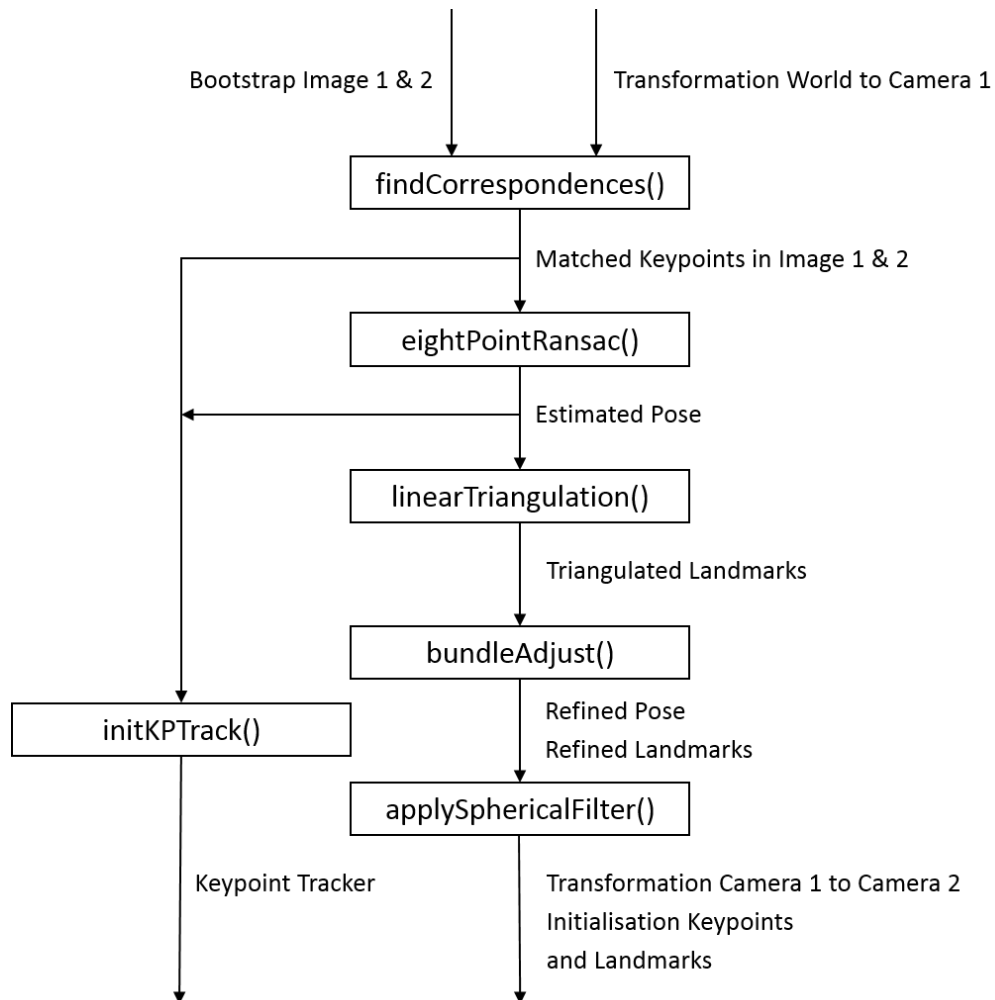 Bootstrap Image 1 & 2
Transformation World to Camera 1
findCorrespondences()
Matched Keypoints in Image 1 & 2
eightPointRansac()
Estimated Pose
linearTriangulation()
Triangulated Landmarks
bundleAdjust()
Refined Pose
Refined Landmarks
initKPTrack()
applySphericalFilter()
Keypoint Tracker
Transformation Camera 1 to Camera 2
Initialisation Keypoints
and Landmarks